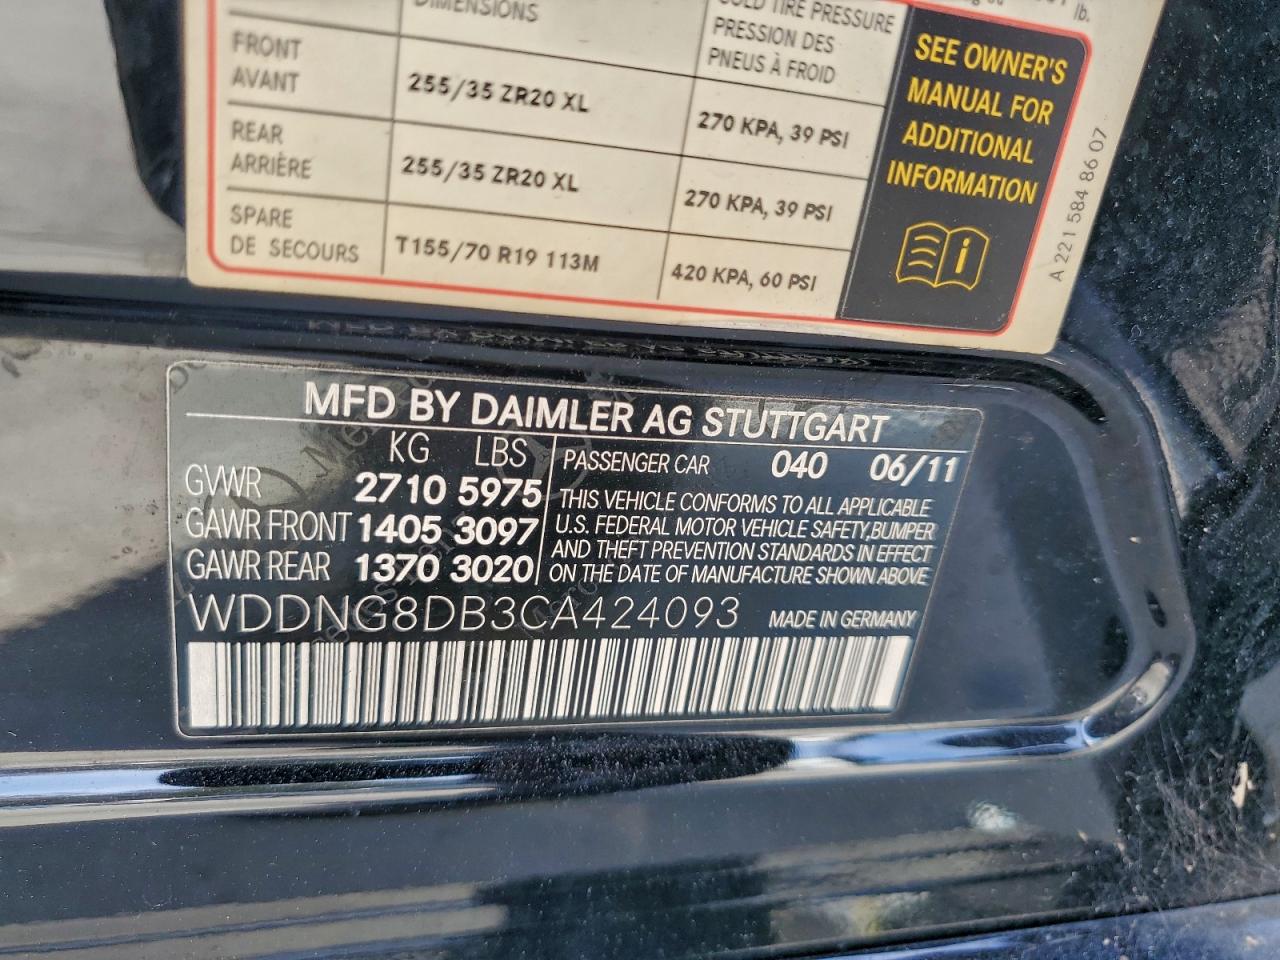 DIMENSIONS
COLD TIRE PRESSURE
PRESSION DES
PNEUS À FROID
lb.
FRONT
AVANT
255/35 ZR20 XL
270 KPA, 39 PSI
REAR
ARRIÈRE
255/35 ZR20 XL
270 KPA, 39 PSI
SPARE
DE SECOURS
T155/70 R19 113M
420 KPA, 60 PSI
SEE OWNER'S
MANUAL FOR
ADDITIONAL
INFORMATION
A 221 584 86 07
MFD BY DAIMLER AG STUTTGART
KG LBS
GVWR 2710 5975
GAWR FRONT 1405 3097
GAWR REAR 1370 3020
PASSENGER CAR 040 06/11
THIS VEHICLE CONFORMS TO ALL APPLICABLE
U.S. FEDERAL MOTOR VEHICLE SAFETY, BUMPER
AND THEFT PREVENTION STANDARDS IN EFFECT
ON THE DATE OF MANUFACTURE SHOWN ABOVE
WDDNG8DB3CA424093 MADE IN GERMANY